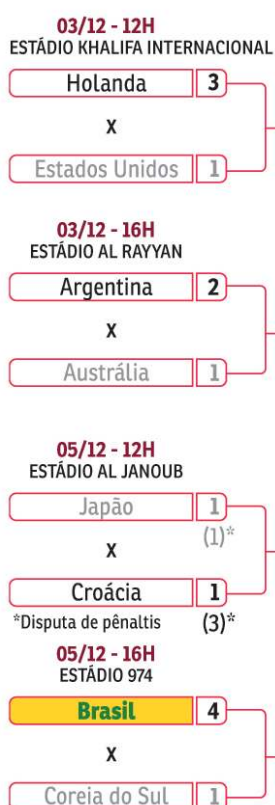 03/12 - 12H
ESTÁDIO KHALIFA INTERNACIONAL
Holanda 3
X
Estados Unidos 1
03/12 - 16H
ESTÁDIO AL RAYYAN
Argentina 2
X
Austrália 1
05/12 - 12H
ESTÁDIO AL JANOUB
Japão 1
(1)*
X
Croácia 1
*Disputa de pênaltis (3)*
05/12 - 16H
ESTÁDIO 974
Brasil 4
X
Coreia do Sul 1